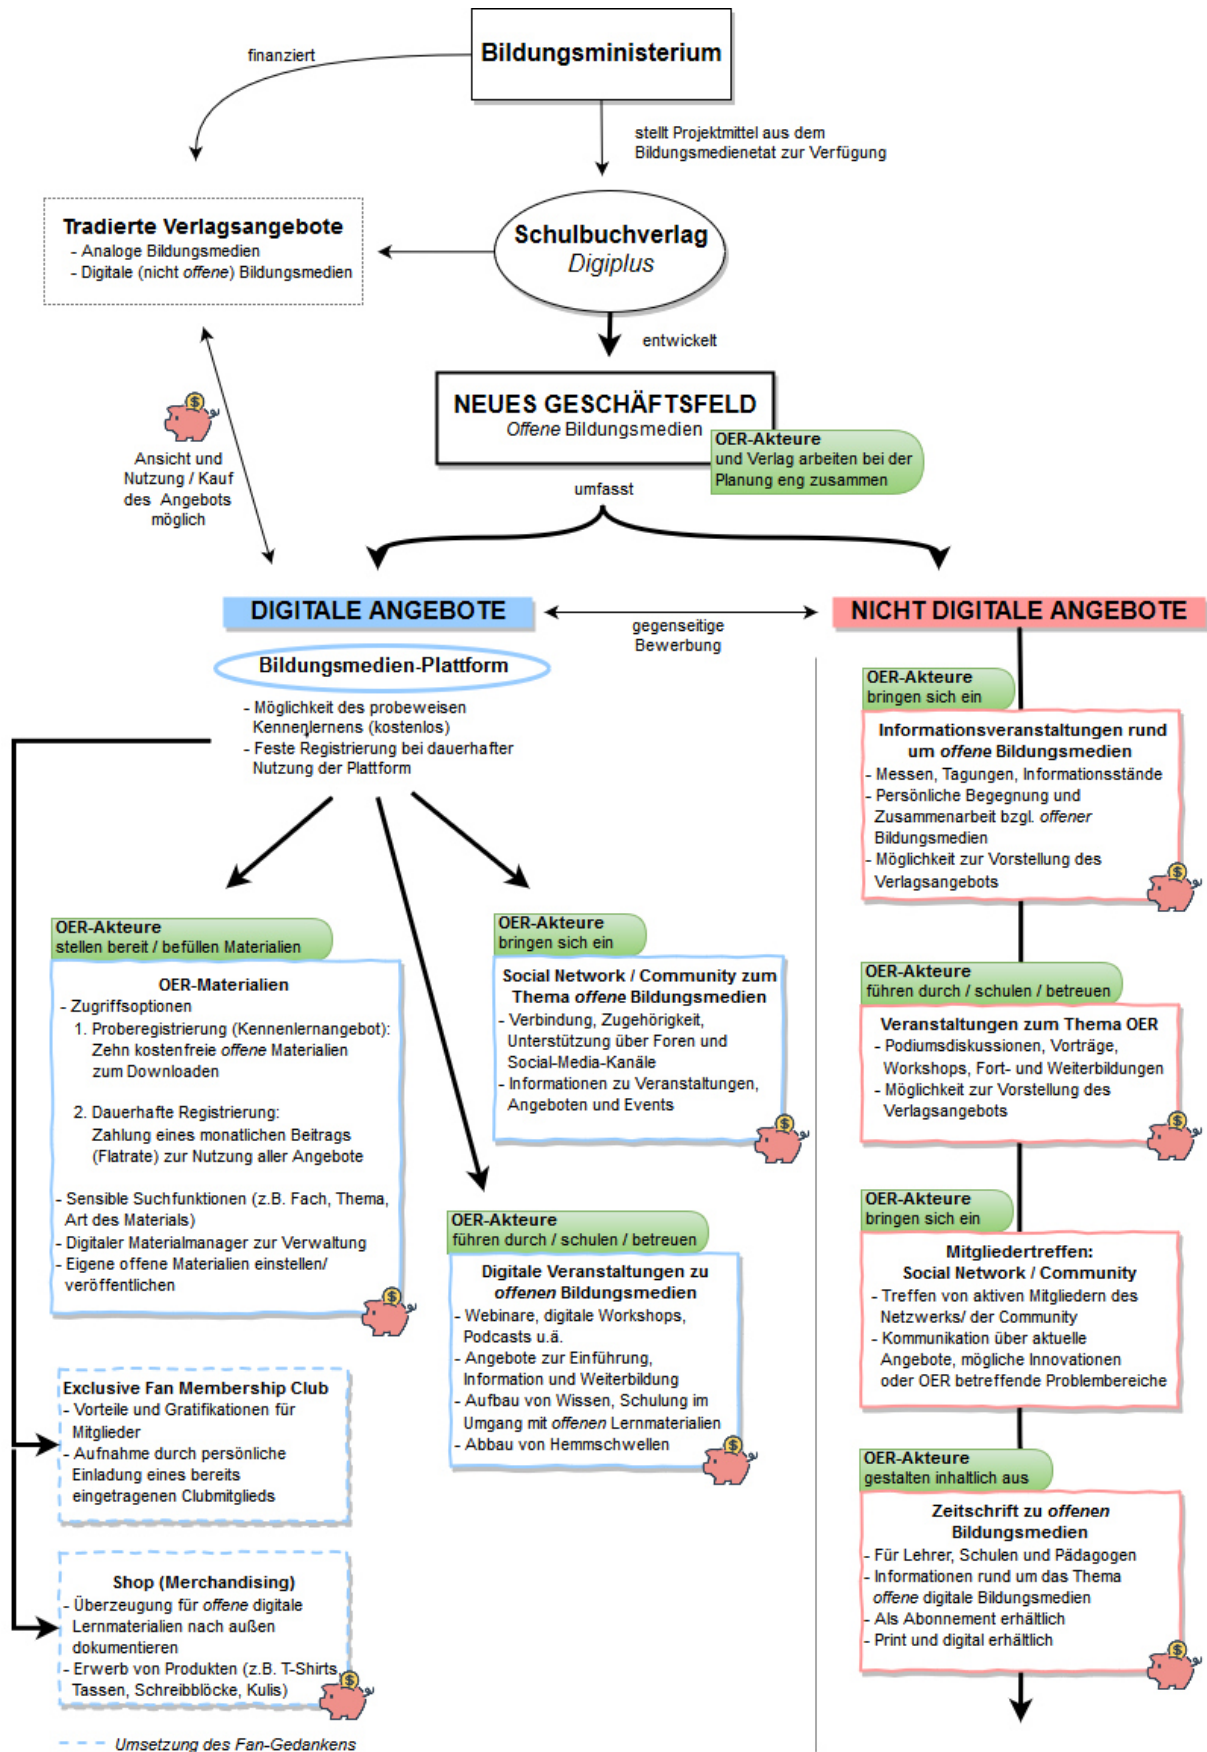 Bildungsministerium
finanziert
stellt Projektmittel aus dem
Bildungsmedienetat zur Verfügung
Tradierte Verlagsangebote
- Analoge Bildungsmedien
- Digitale (nicht offene) Bildungsmedien
Schulbuchverlag
Digiplus
entwickelt
NEUES GESCHÄFTSFELD
Offene Bildungsmedien
OER-Akteure
und Verlag arbeiten bei der
Planung eng zusammen
Ansicht und
Nutzung / Kauf
des Angebots
möglich
umfasst
DIGITALE ANGEBOTE
gegenseitige
Bewerbung
NICHT DIGITALE ANGEBOTE
Bildungsmedien-Plattform
- Möglichkeit des probeweisen
Kennenlernens (kostenlos)
- Feste Registrierung bei dauerhafter
Nutzung der Plattform
OER-Akteure
stellen bereit / befüllen Materialien
OER-Materialien
- Zugriffsoptionen
1. Proberegistrierung (Kennenlernangebot):
Zehn kostenfreie offene Materialien
zum Downloaden
2. Dauerhafte Registrierung:
Zahlung eines monatlichen Beitrags
(Flatrate) zur Nutzung aller Angebote
- Sensible Suchfunktionen (z.B. Fach, Thema,
Art des Materials)
- Digitaler Materialmanager zur Verwaltung
- Eigene offene Materialien einstellen/
veröffentlichen
OER-Akteure
bringen sich ein
Social Network / Community zum
Thema offene Bildungsmedien
- Verbindung, Zugehörigkeit,
Unterstützung über Foren und
Social-Media-Kanäle
- Informationen zu Veranstaltungen,
Angeboten und Events
OER-Akteure
führen durch / schulen / betreuen
Digitale Veranstaltungen zu
offenen Bildungsmedien
- Webinare, digitale Workshops,
Podcasts u.ä.
- Angebote zur Einführung,
Information und Weiterbildung
- Aufbau von Wissen, Schulung im
Umgang mit offenen Lernmaterialien
- Abbau von Hemmschwellen
Exclusive Fan Membership Club
- Vorteile und Gratifikationen für
Mitglieder
- Aufnahme durch persönliche
Einladung eines bereits
eingetragenen Clubmitglieds
Shop (Merchandising)
- Überzeugung für offene digitale
Lernmaterialien nach außen
dokumentieren
- Erwerb von Produkten (z.B. T-Shirts,
Tassen, Schreibblöcke, Kulis)
Umsetzung des Fan-Gedankens
OER-Akteure
bringen sich ein
Informationsveranstaltungen rund
um offene Bildungsmedien
- Messen, Tagungen, Informationsstände
- Persönliche Begegnung und
Zusammenarbeit bzgl. offener
Bildungsmedien
- Möglichkeit zur Vorstellung des
Verlagsangebots
OER-Akteure
führen durch / schulen / betreuen
Veranstaltungen zum Thema OER
- Podiumsdiskussionen, Vorträge,
Workshops, Fort- und Weiterbildungen
- Möglichkeit zur Vorstellung des
Verlagsangebots
OER-Akteure
bringen sich ein
Mitgliedertreffen:
Social Network / Community
- Treffen von aktiven Mitgliedern des
Netzwerks/ der Community
- Kommunikation über aktuelle
Angebote, mögliche Innovationen
oder OER betreffende Problembereiche
OER-Akteure
gestalten inhaltlich aus
Zeitschrift zu offenen
Bildungsmedien
- Für Lehrer, Schulen und Pädagogen
- Informationen rund um das Thema
offene digitale Bildungsmedien
- Als Abonnement erhältlich
- Print und digital erhältlich